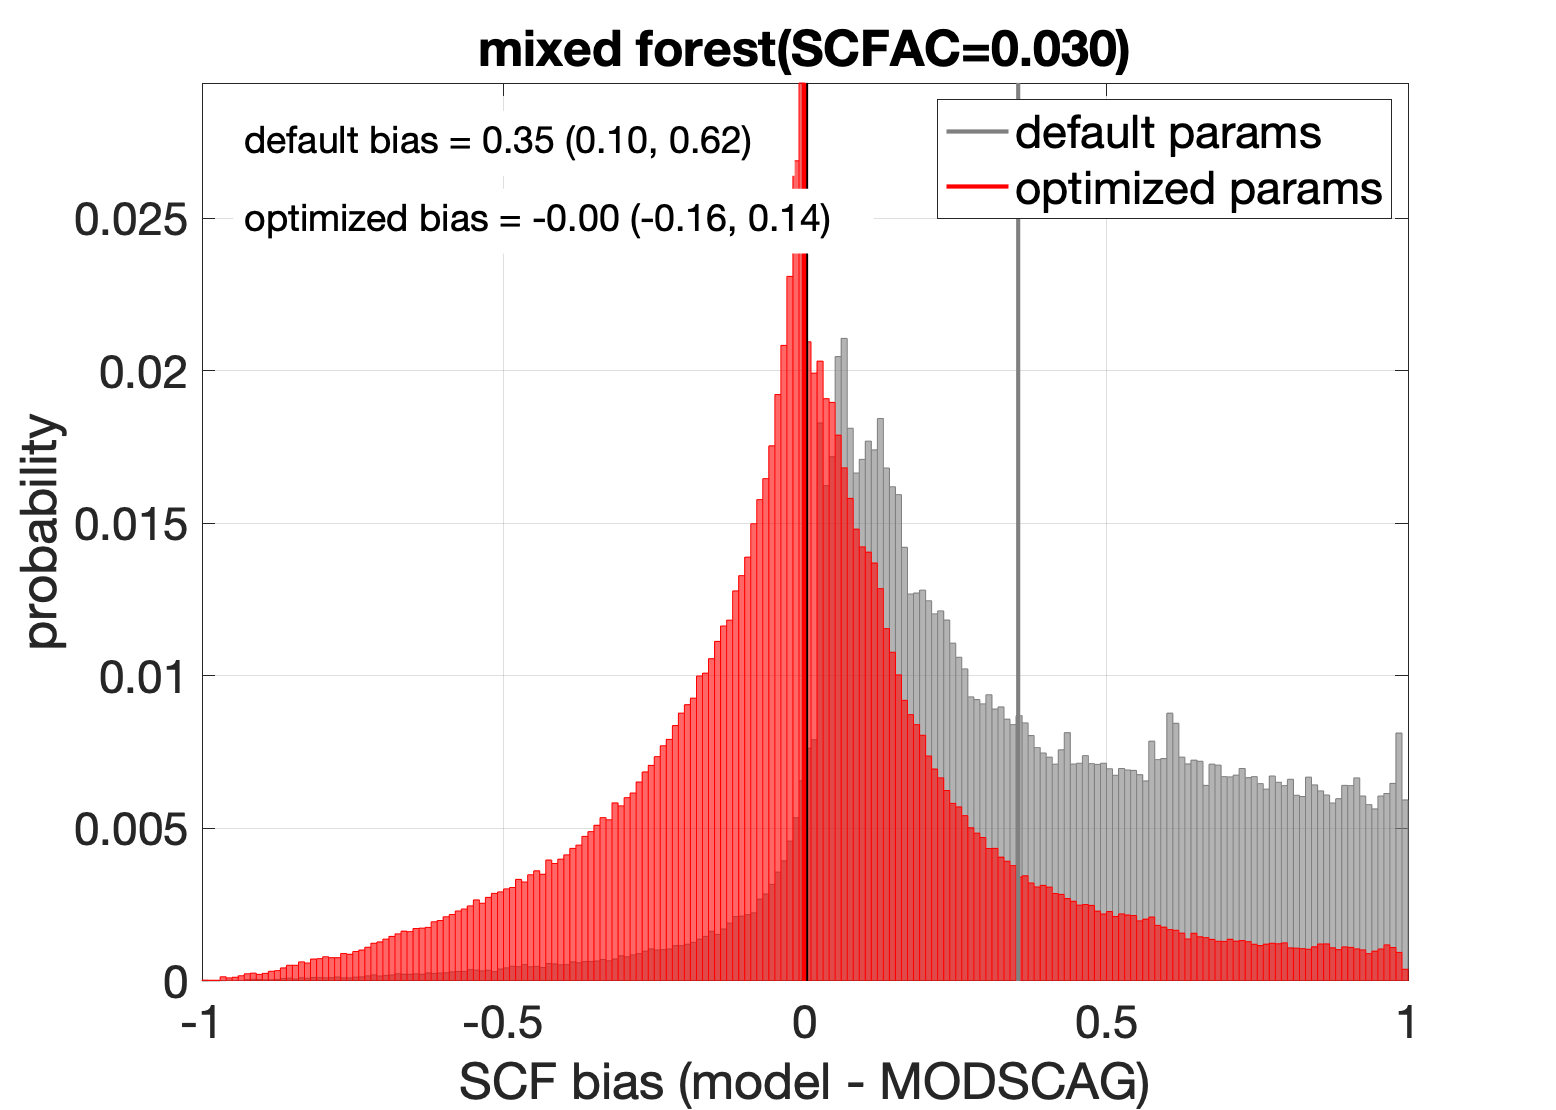 mixed forest(SCFAC=0.030)
default bias = 0.35 (0.10, 0.62)
optimized bias = -0.00 (-0.16, 0.14)
default params
optimized params
0.025
0.02
0.015
0.01
0.005
0
probability
-1
-0.5
0
0.5
1
SCF bias (model - MODSCAG)